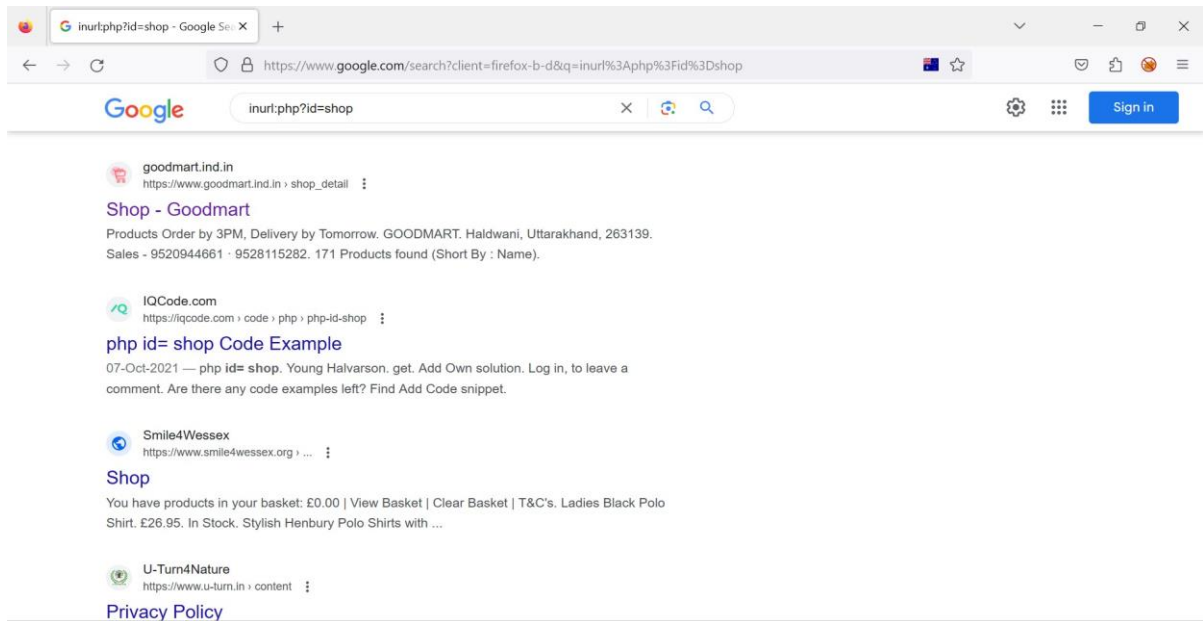 inurl:php?id=shop - Google Sea
https://www.google.com/search?client=firefox-b-d&q=inurl%3Aphp%3Fid%3Dshop
Google
inurl:php?id=shop
Sign in
goodmart.ind.in
https://www.goodmart.ind.in › shop_detail
Shop - Goodmart
Products Order by 3PM, Delivery by Tomorrow. GOODMART. Haldwani, Uttarakhand, 263139.
Sales - 9520944661 · 9528115282. 171 Products found (Short By : Name).
IQCode.com
https://iqcode.com › code › php › php-id-shop
php id= shop Code Example
07-Oct-2021 — php id= shop. Young Halvarson. get. Add Own solution. Log in, to leave a
comment. Are there any code examples left? Find Add Code snippet.
Smile4Wessex
https://www.smile4wessex.org › ...
Shop
You have products in your basket: £0.00 | View Basket | Clear Basket | T&C's. Ladies Black Polo
Shirt. £26.95. In Stock. Stylish Henbury Polo Shirts with ...
U-Turn4Nature
https://www.u-turn.in › content
Privacy Policy